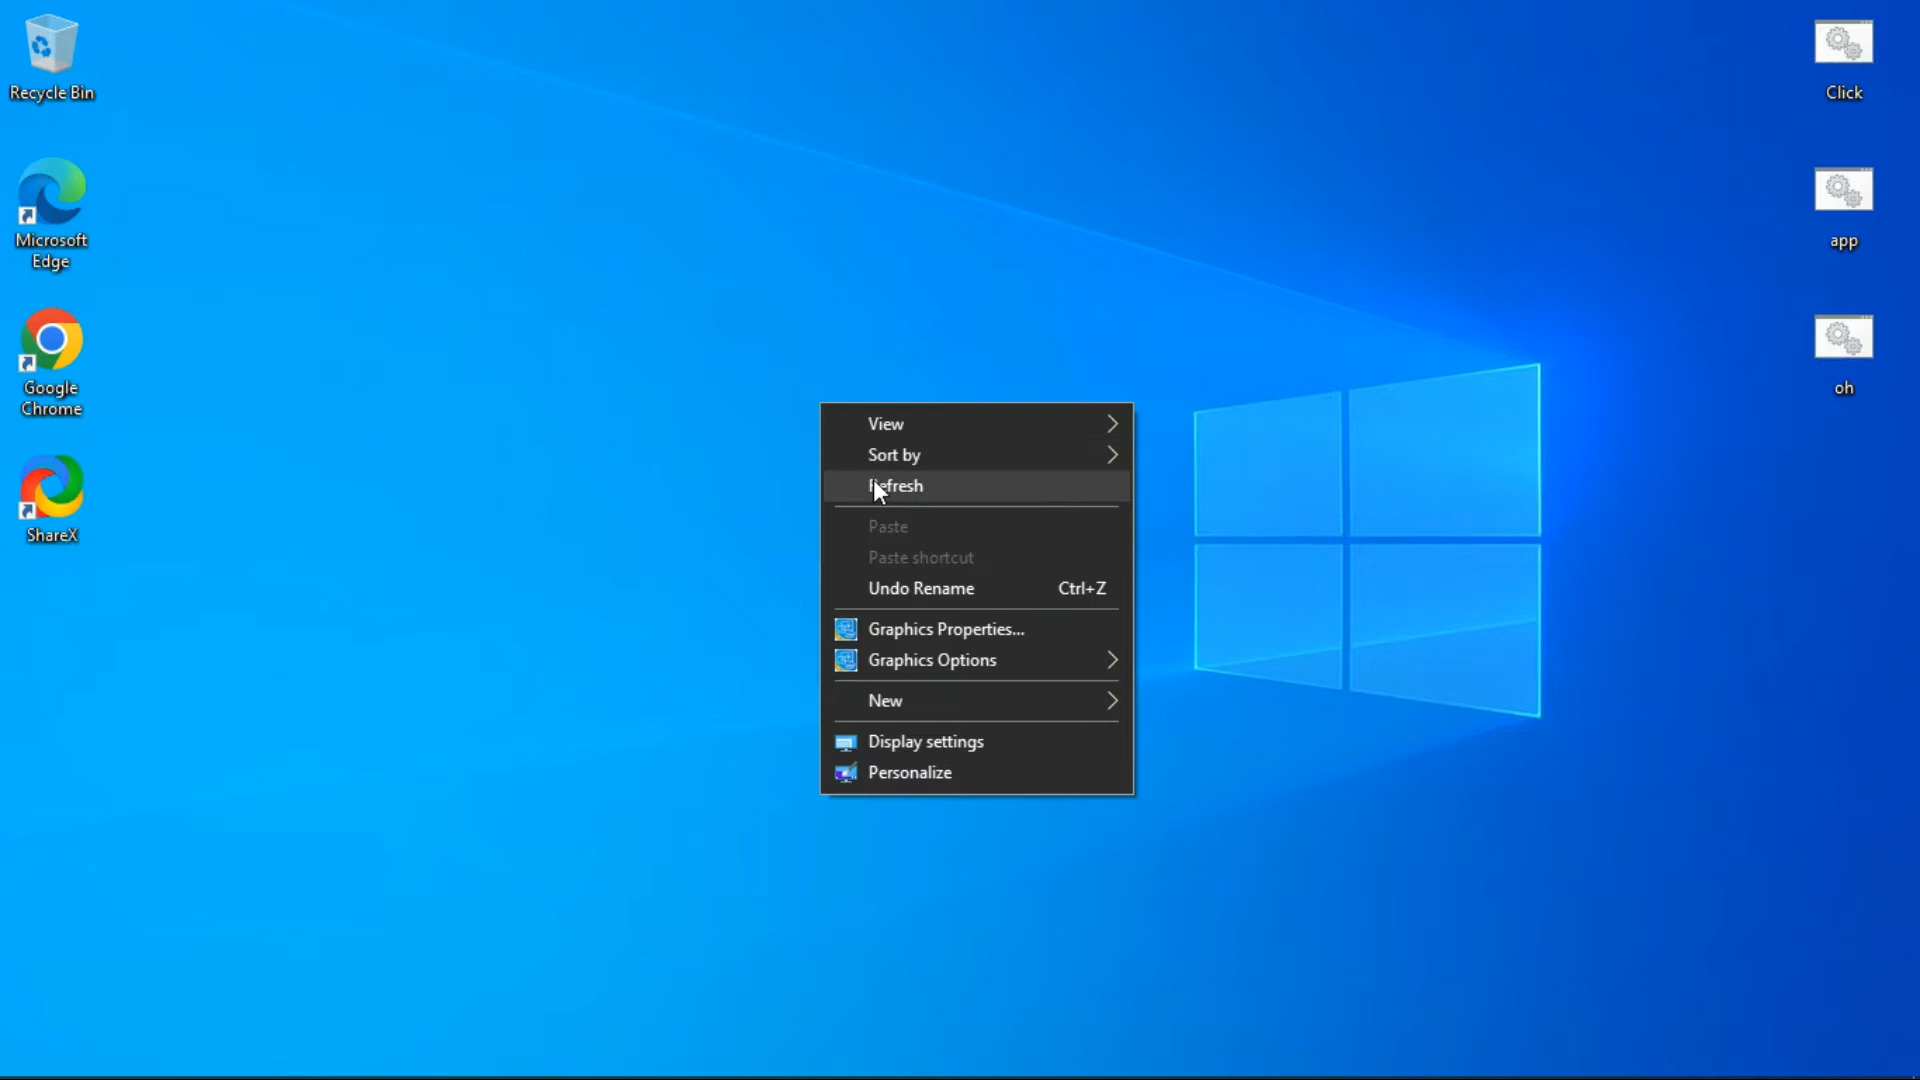 Recycle Bin
Microsoft
Edge
Google
Chrome
ShareX
View
Sort by
Refresh
Paste
Paste shortcut
Undo Rename Ctrl+Z
Graphics Properties...
Graphics Options
New
Display settings
Personalize
Click
app
oh